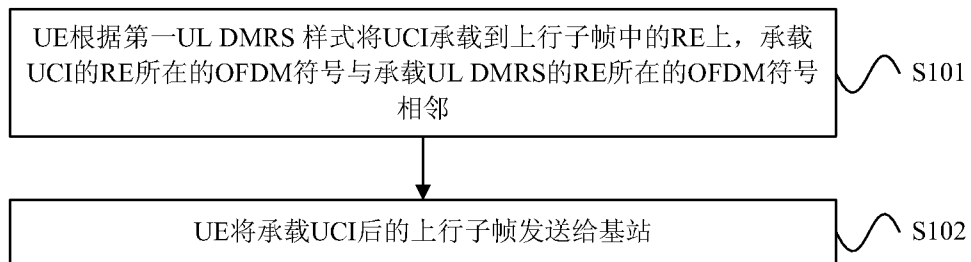 UE根据第一UL DMRS 样式将UCI承载到上行子帧中的RE上，承载
UCI的RE所在的OFDM符号与承载UL DMRS的RE所在的OFDM符号
相邻
S101
UE将承载UCI后的上行子帧发送给基站
S102